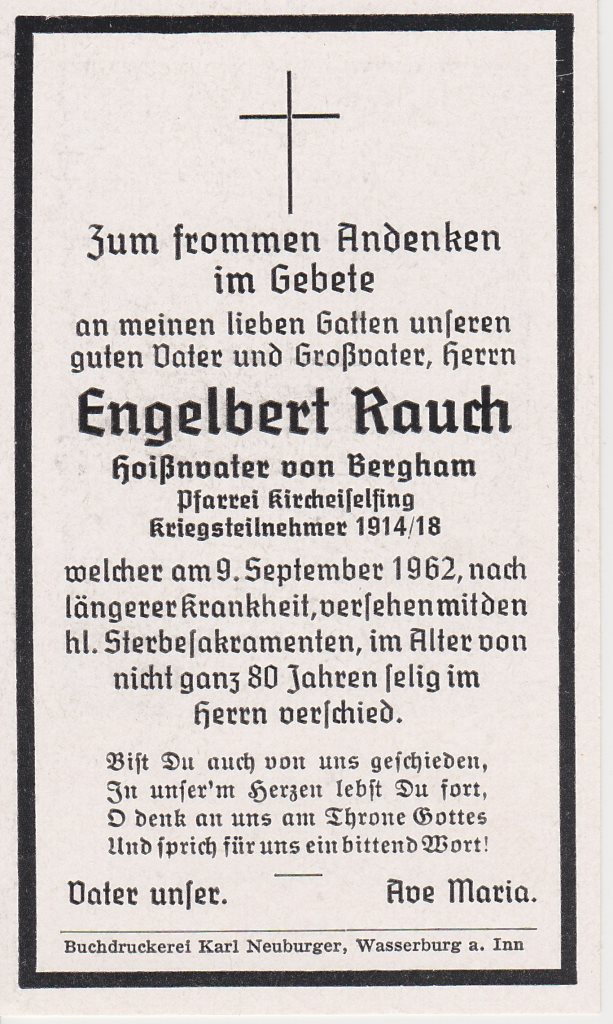 Zum frommen Andenken
im Gebete
an meinen lieben Gatten unseren
guten Vater und Großvater, Herrn
Engelbert Rauch
Hoißnvater von Bergham
Pfarrei Kircheiselfing
Kriegsteilnehmer 1914/18
welcher am 9. September 1962, nach
längerer Krankheit, versehen mit den
hl. Sterbesakramenten, im Alter von
nicht ganz 80 Jahren selig im
Herrn verschied.
Bist Du auch von uns geschieden,
In unser'm Herzen lebst Du fort,
O denk an uns am Throne Gottes
Und sprich für uns ein bittend Wort!
Vater unser. Ave Maria.
Buchdruckerei Karl Neuburger, Wasserburg a. Inn